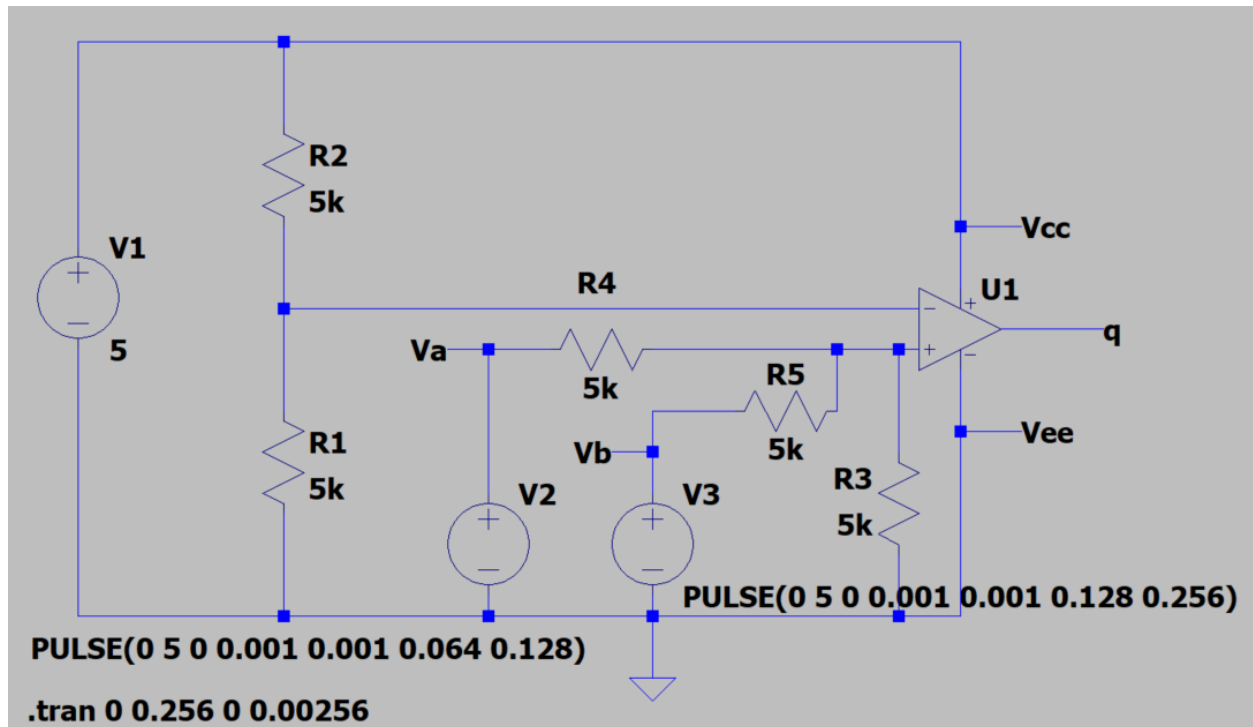 R2
5k
V1
5
R1
5k
R4
5k
Va
R5
5k
Vb
V2
V3
R3
5k
Vcc
U1
q
Vee
PULSE(0 5 0 0.001 0.001 0.128 0.256)
PULSE(0 5 0 0.001 0.001 0.064 0.128)
.tran 0 0.256 0 0.00256